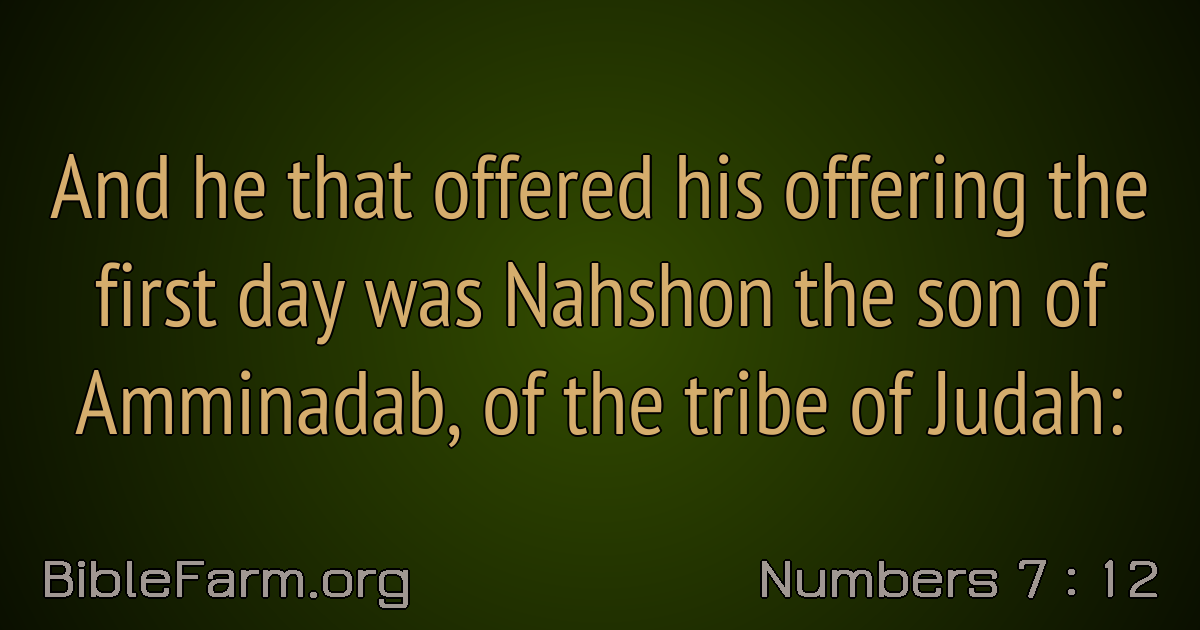 And he that offered his offering the
first day was Nahshon the son of
Amminadab, of the tribe of Judah:
BibleFarm.org
Numbers 7 : 12